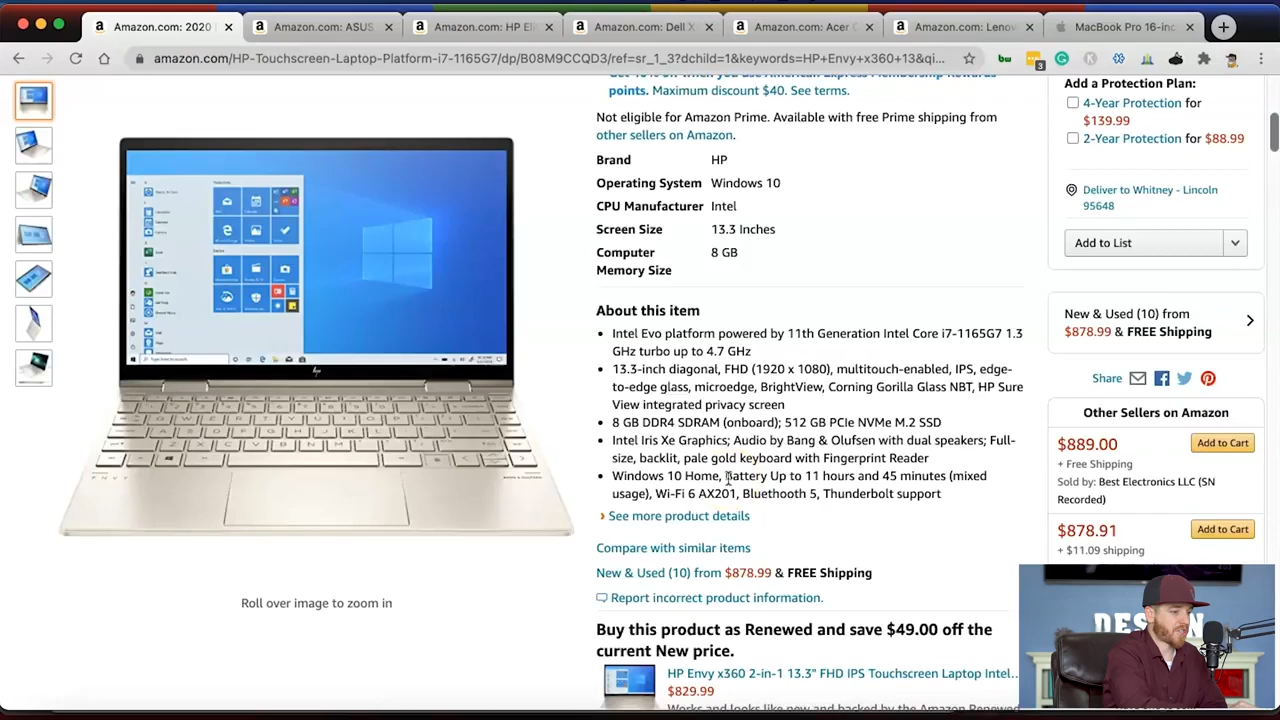 Amazon.com: 2020
Amazon.com: ASUS
Amazon.com: HP Eli
Amazon.com: Dell X
Amazon.com: Acer C
Amazon.com: Lenov
MacBook Pro 16-inc
amazon.com/HP-Touchscreen-Laptop-Platform-i7-1165G7/dp/B08M9CCQD3/ref=sr_1_3?dchild=1&keywords=HP+Envy+x360+13&qi...
3
points. Maximum discount $40. See terms.
Not eligible for Amazon Prime. Available with free Prime shipping from
other sellers on Amazon.
Brand HP
Operating System Windows 10
CPU Manufacturer Intel
Screen Size 13.3 Inches
Computer 8 GB
Memory Size
About this item
Intel Evo platform powered by 11th Generation Intel Core i7-1165G7 1.3
GHz turbo up to 4.7 GHz
13.3-inch diagonal, FHD (1920 x 1080), multitouch-enabled, IPS, edge-
to-edge glass, microedge, BrightView, Corning Gorilla Glass NBT, HP Sure
View integrated privacy screen
8 GB DDR4 SDRAM (onboard); 512 GB PCIe NVMe M.2 SSD
Intel Iris Xe Graphics; Audio by Bang & Olufsen with dual speakers; Full-
size, backlit, pale gold keyboard with Fingerprint Reader
Windows 10 Home, Battery Up to 11 hours and 45 minutes (mixed
usage), Wi-Fi 6 AX201, Bluethooth 5, Thunderbolt support
› See more product details
Compare with similar items
New & Used (10) from $878.99 & FREE Shipping
Report incorrect product information.
Buy this product as Renewed and save $49.00 off the
current New price.
HP Envy x360 2-in-1 13.3" FHD IPS Touchscreen Laptop Intel...
$829.99
Works and looks like new and backed by the Amazon Renewed
Roll over image to zoom in
Add a Protection Plan:
4-Year Protection for
$139.99
2-Year Protection for $88.99
Deliver to Whitney - Lincoln
95648
Add to List
New & Used (10) from
$878.99 & FREE Shipping
Share
Other Sellers on Amazon
$889.00 Add to Cart
+ Free Shipping
Sold by: Best Electronics LLC (SN
Recorded)
$878.91 Add to Cart
+ $11.09 shipping